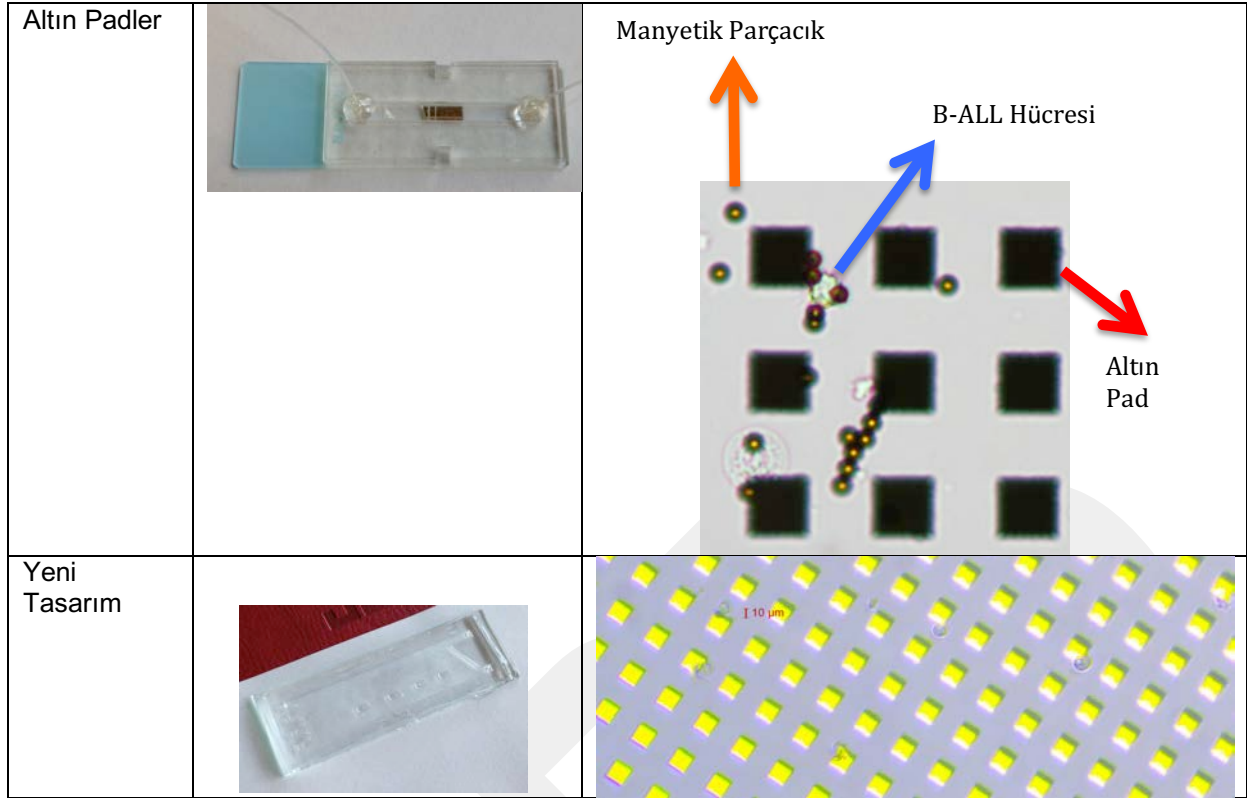 Altın Padler
Manyetik Parçacık
B-ALL Hücresi
Altın
Pad
Yeni
Tasarım
I 10 µm